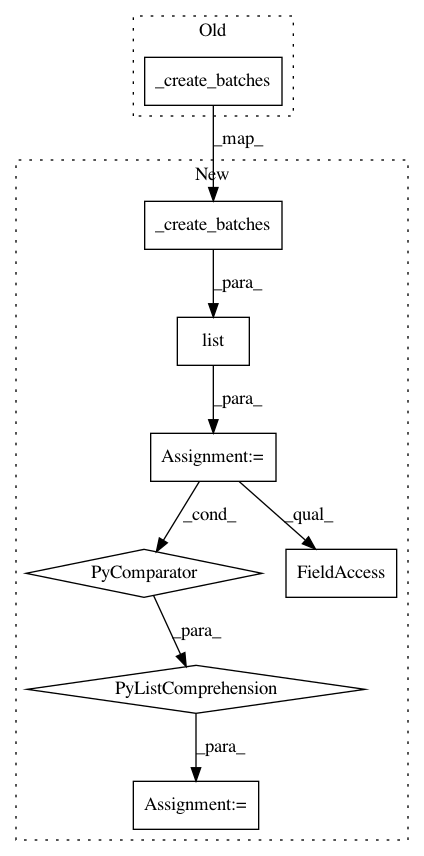 Old
_create_batches
_map_
New
_create_batches
_para_
list
_para_
Assignment:=
_cond_
_qual_
PyComparator
FieldAccess
_para_
PyListComprehension
_para_
Assignment:=